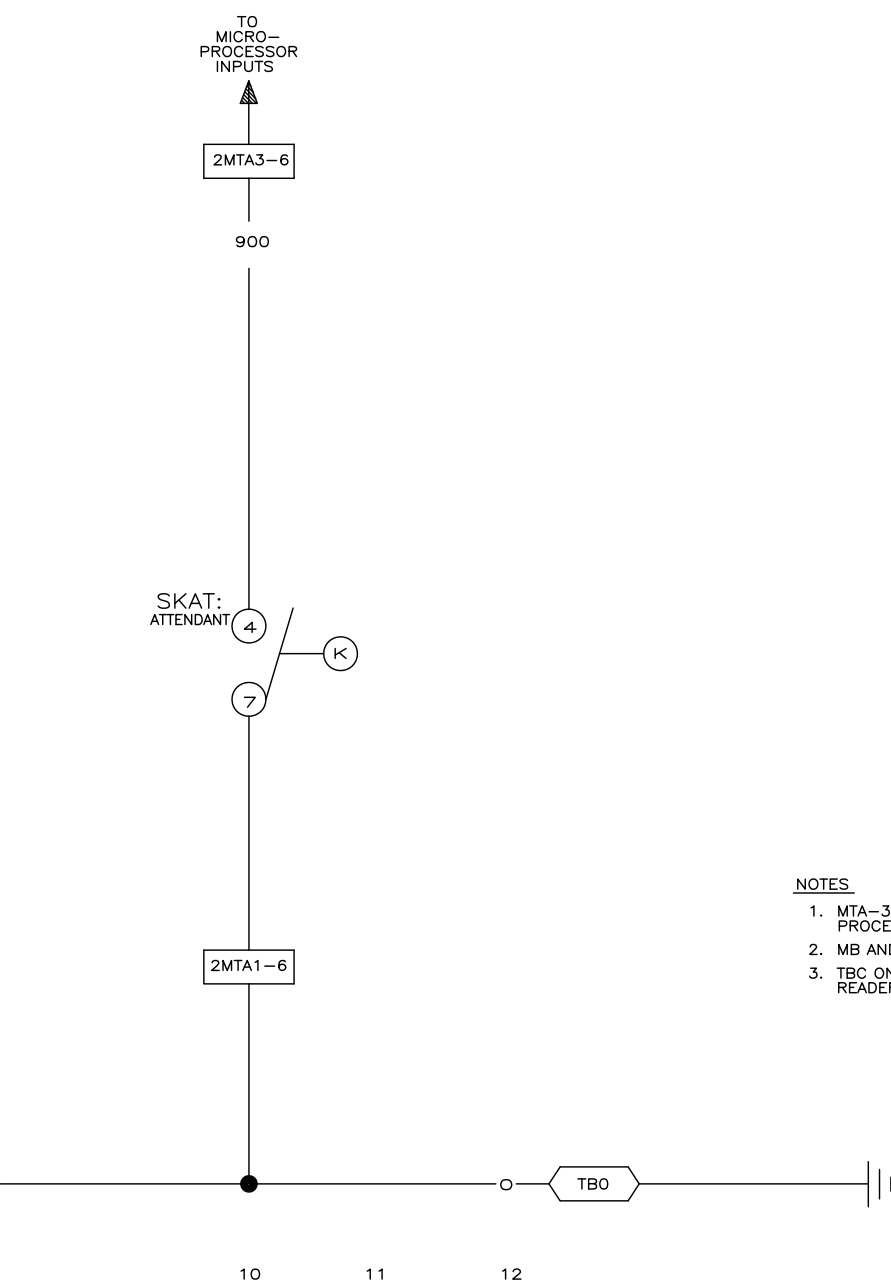 TO
MICRO-
PROCESSOR
INPUTS
2MTA3-6
900
SKAT:
ATTENDANT
4
K
7
NOTES
1. MTA-3
PROCE
2. MB AN
3. TBC ON
READE
2MTA1-6
O
TBO
10 11 12